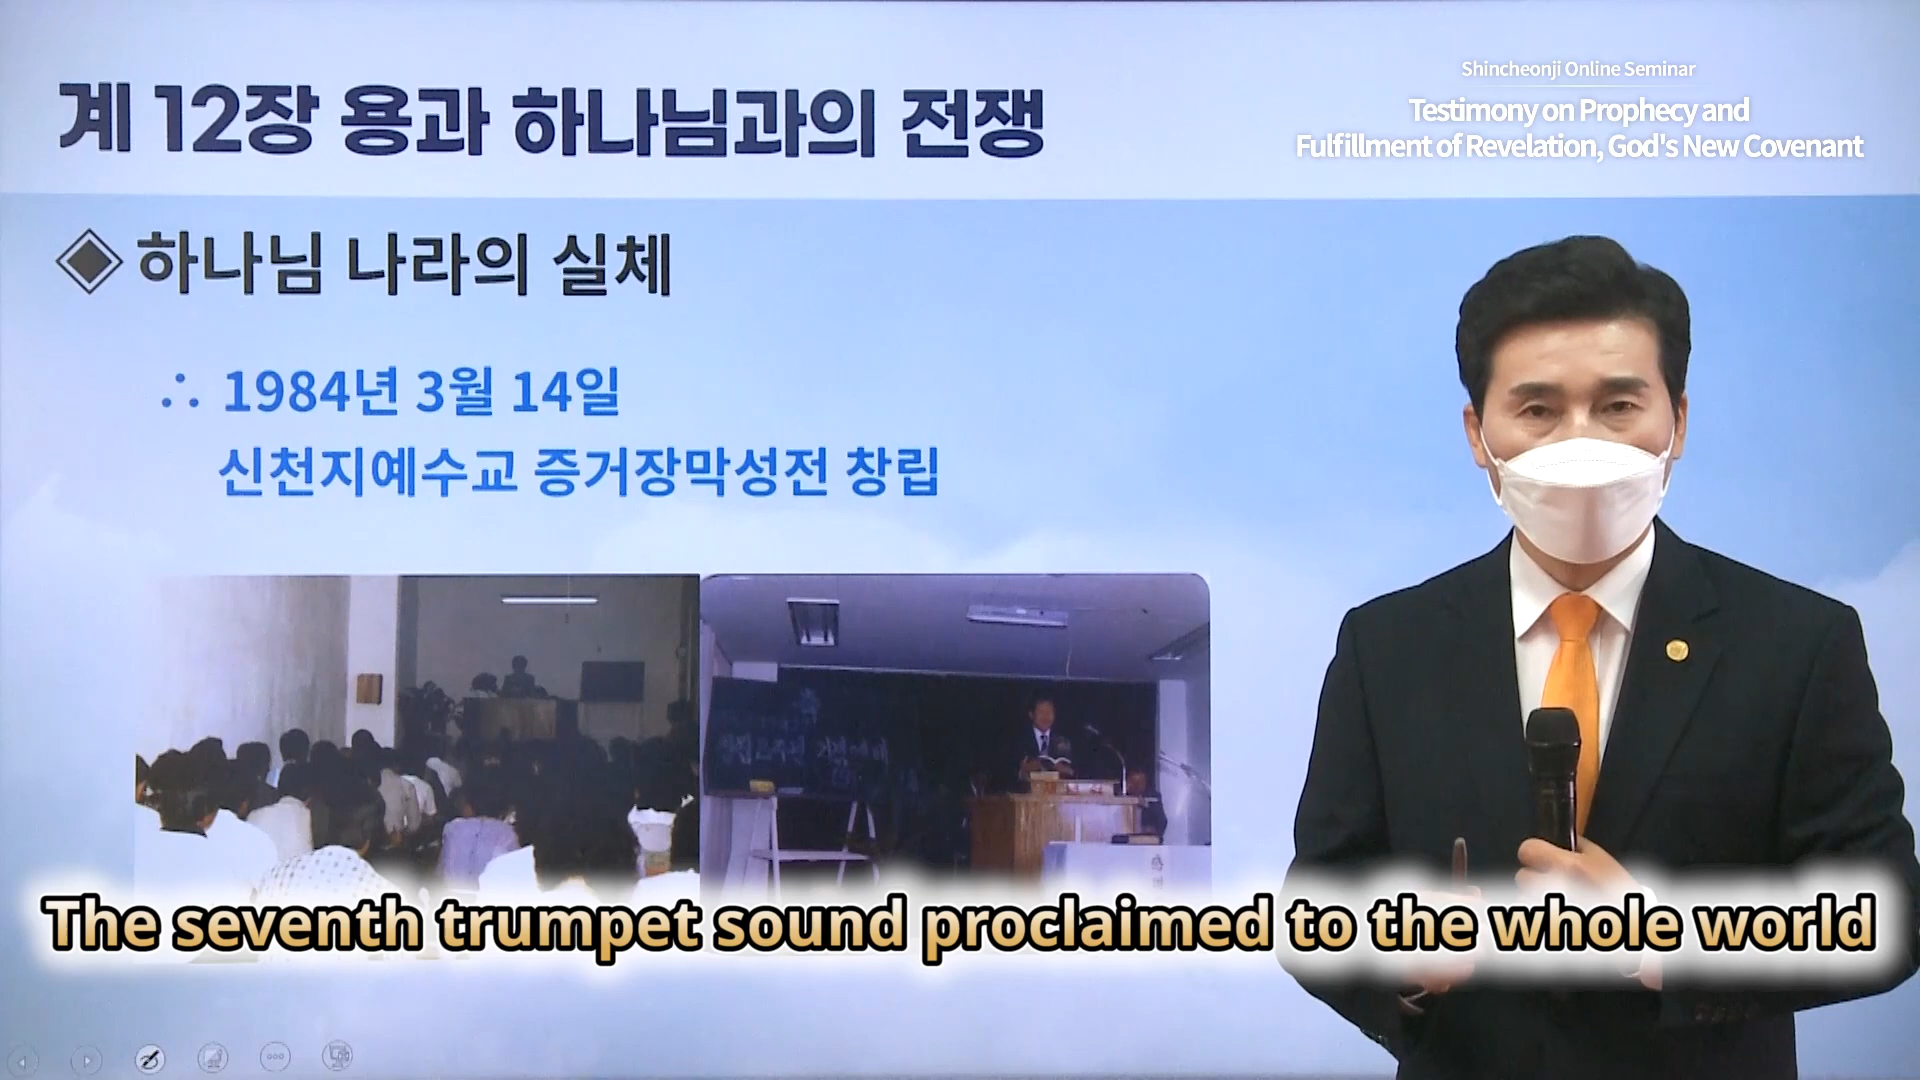 계 12장 용과 하나님과의 전쟁
Shincheonji Online Seminar
Testimony on Prophecy and
Fulfillment of Revelation, God's New Covenant
하나님 나라의 실체
∴ 1984년 3월 14일
신천지예수교 증거장막성전 창립
The seventh trumpet sound proclaimed to the whole world